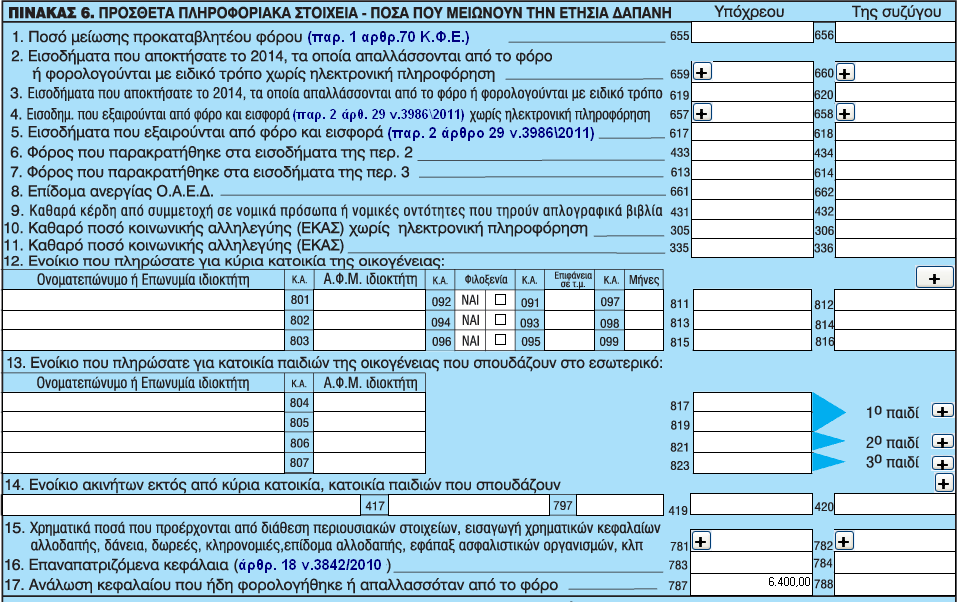 ΠΙΝΑΚΑΣ 6. ΠΡΟΣΘΕΤΑ ΠΛΗΡΟΦΟΡΙΑΚΑ ΣΤΟΙΧΕΙΑ - ΠΟΣΑ ΠΟΥ ΜΕΙΩΝΟΥΝ ΤΗΝ ΕΤΗΣΙΑ ΔΑΠΑΝΗ Υπόχρεου Της συζύγου
1. Ποσό μείωσης προκαταβλητέου φόρου (παρ. 1 αρθρ.70 Κ.Φ.Ε.) 655 656
2. Εισοδήματα που αποκτήσατε το 2014, τα οποία απαλλάσσονται από το φόρο
ή φορολογούνται με ειδικό τρόπο χωρίς ηλεκτρονική πληροφόρηση 659 + 660 +
3. Εισοδήματα που αποκτήσατε το 2014, τα οποία απαλλάσσονται από το φόρο ή φορολογούνται με ειδικό τρόπο 619 620
4. Εισοδημ. που εξαιρούνται από φόρο και εισφορά (παρ. 2 άρθ. 29 ν.3986\2011) χωρίς ηλεκτρονική πληροφόρηση 657 + 658 +
5. Εισοδήματα που εξαιρούνται από φόρο και εισφορά (παρ. 2 άρθρο 29 ν.3986\2011) 617 618
6. Φόρος που παρακρατήθηκε στα εισοδήματα της περ. 2 433 434
7. Φόρος που παρακρατήθηκε στα εισοδήματα της περ. 3 613 614
8. Επίδομα ανεργίας Ο.Α.Ε.Δ. 661 662
9. Καθαρά κέρδη από συμμετοχή σε νομικά πρόσωπα ή νομικές οντότητες που τηρούν απλογραφικά βιβλία 431 432
10. Καθαρό ποσό κοινωνικής αλληλεγύης (ΕΚΑΣ) χωρίς ηλεκτρονική πληροφόρηση 305 306
11. Καθαρό ποσό κοινωνικής αλληλεγύης (ΕΚΑΣ) 335 336
12. Ενοίκιο που πληρώσατε για κύρια κατοικία της οικογένειας:
Ονοματεπώνυμο ή Επωνυμία ιδιοκτήτη Κ.Α. Α.Φ.Μ. ιδιοκτήτη Κ.Α. Φιλοξενία Κ.Α. Επιφάνεια σε τ.μ. Κ.Α. Μήνες +
801 092 ΝΑΙ 091 097 811 812
802 094 ΝΑΙ 093 098 813 814
803 096 ΝΑΙ 095 099 815 816
13. Ενοίκιο που πληρώσατε για κατοικία παιδιών της οικογένειας που σπουδάζουν στο εσωτερικό:
Ονοματεπώνυμο ή Επωνυμία ιδιοκτήτη Κ.Α. Α.Φ.Μ. ιδιοκτήτη
804 817 1ο παιδί +
805 819
806 821 2ο παιδί +
807 823 3ο παιδί +
14. Ενοίκιο ακινήτων εκτός από κύρια κατοικία, κατοικία παιδιών που σπουδάζουν +
417 797 419 420
15. Χρηματικά ποσά που προέρχονται από διάθεση περιουσιακών στοιχείων, εισαγωγή χρηματικών κεφαλαίων
αλλοδαπής, δάνεια, δωρεές, κληρονομιές,επίδομα αλλοδαπής, εφάπαξ ασφαλιστικών οργανισμών, κλπ 781 + 782 +
16. Επαναπατριζόμενα κεφάλαια (άρθρ. 18 ν.3842/2010 ) 783 784
17. Ανάλωση κεφαλαίου που ήδη φορολογήθηκε ή απαλλασσόταν από το φόρο 787 6.400,00 788